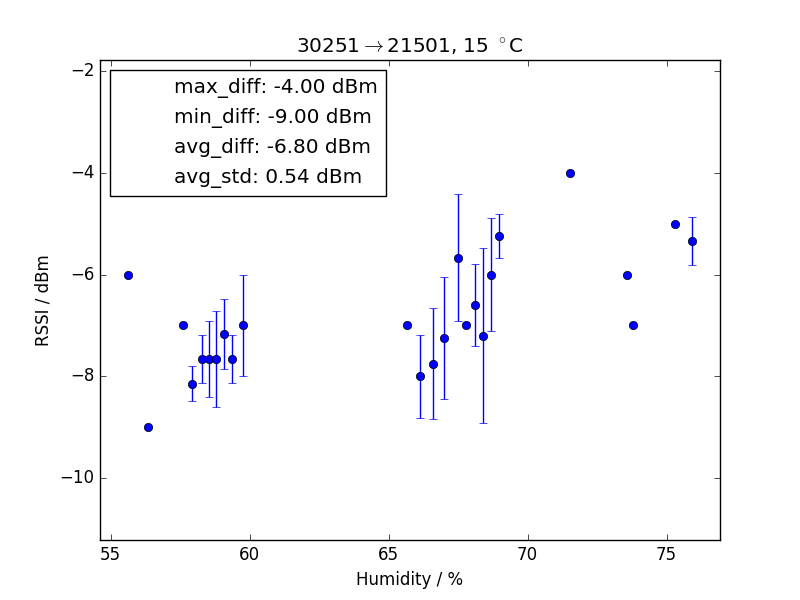 30251→21501, 15 °C
max_diff: -4.00 dBm
min_diff: -9.00 dBm
avg_diff: -6.80 dBm
avg_std: 0.54 dBm
RSSI / dBm
−2
−4
−6
−8
−10
55 60 65 70 75
Humidity / %